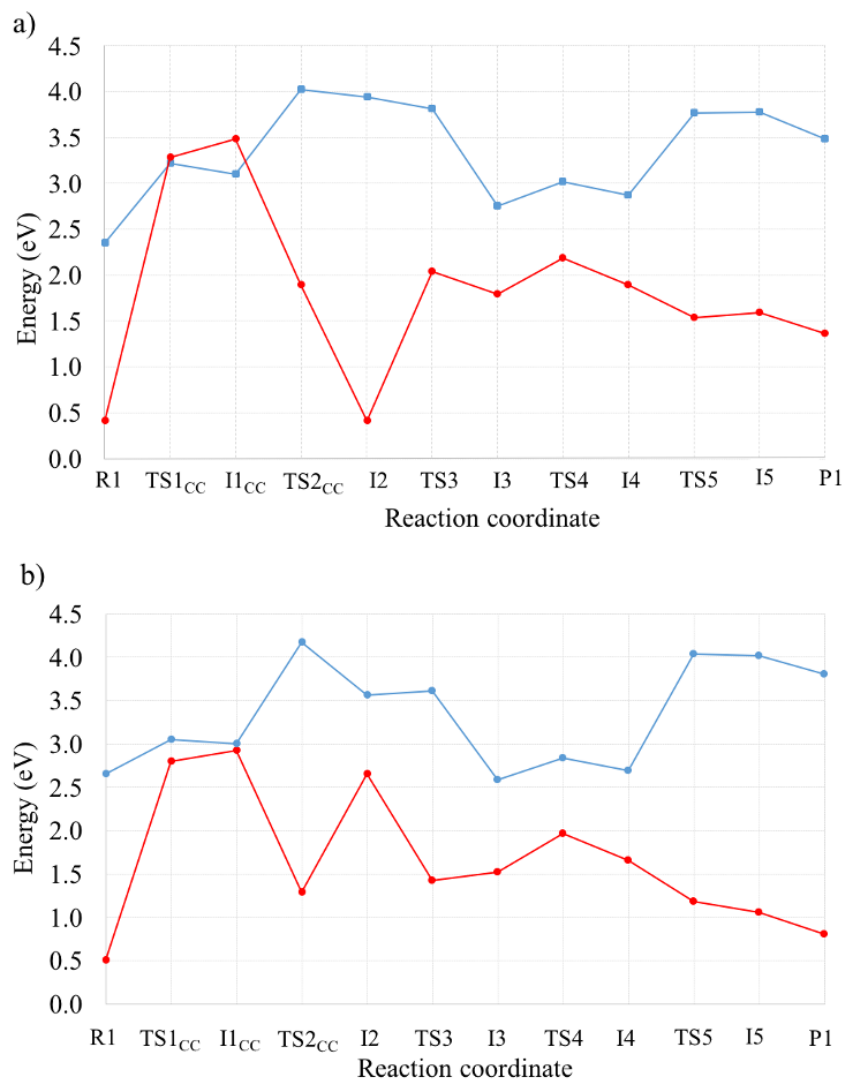 a)
4.5
4.0
3.5
3.0
2.5
2.0
1.5
1.0
0.5
0.0
Energy (eV)
R1 TS1CC I1CC TS2CC I2 TS3 I3 TS4 I4 TS5 I5 P1
Reaction coordinate
b)
4.5
4.0
3.5
3.0
2.5
2.0
1.5
1.0
0.5
0.0
Energy (eV)
R1 TS1CC I1CC TS2CC I2 TS3 I3 TS4 I4 TS5 I5 P1
Reaction coordinate